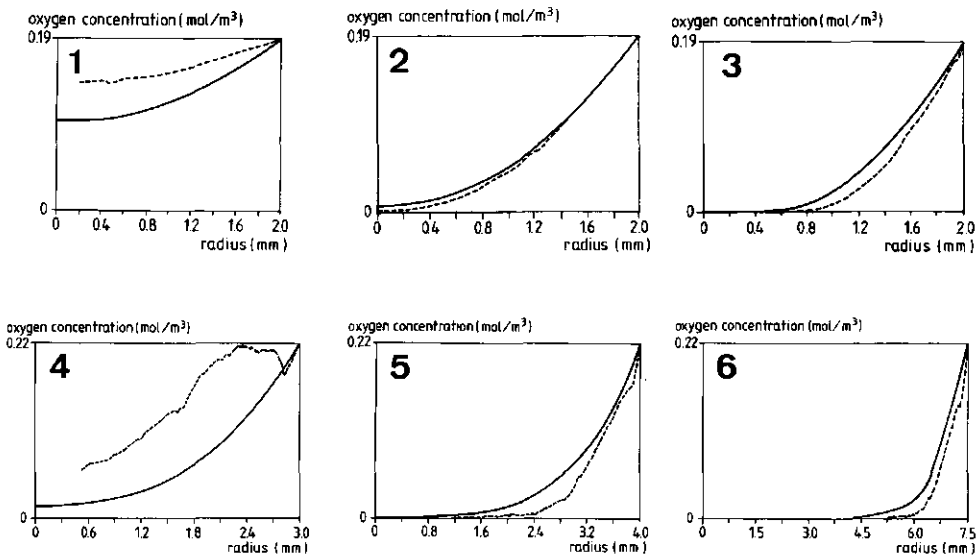 oxygen concentration (mol/m³)
0.19
1
0
0 0.4 0.8 1.2 1.6 2.0
radius (mm)
oxygen concentration (mol/m³)
0.19
2
0
0 0.4 0.8 1.2 1.6 2.0
radius (mm)
oxygen concentration (mol/m³)
0.19
3
0
0 0.4 0.8 1.2 1.6 2.0
radius (mm)
oxygen concentration (mol/m³)
0.22
4
0
0 0.6 1.2 1.8 2.4 3.0
radius (mm)
oxygen concentration (mol/m³)
0.22
5
0
0 0.8 1.6 2.4 3.2 4.0
radius (mm)
oxygen concentration (mol/m³)
0.22
6
0
0 1.5 3.0 4.5 6.0 7.5
radius (mm)